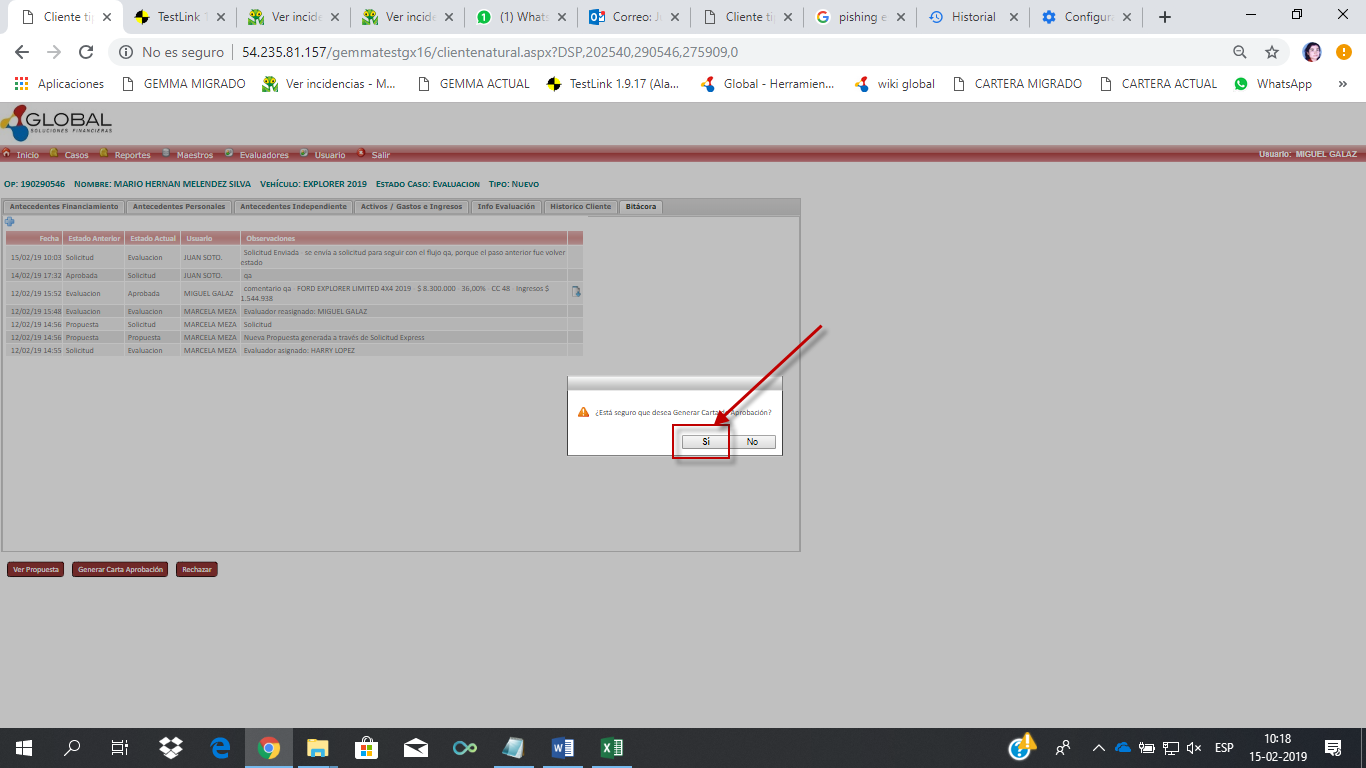 Cliente ti
TestLink 1
Ver incide
Ver incide
(1) Whats
Correo: Ji
Cliente tip
pishing e
Historial
Configura
No es seguro | 54.235.81.157/gemmatestgx16/clientenatural.aspx?DSP,202540,290546,275909,0
Aplicaciones
GEMMA MIGRADO
Ver incidencias - M...
GEMMA ACTUAL
TestLink 1.9.17 (Ala...
Global - Herramien...
wiki global
CARTERA MIGRADO
CARTERA ACTUAL
WhatsApp
»
GLOBAL
SOLUCIONES FINANCIERAS
Inicio Casos Reportes Maestros Evaluadores Usuario Salir
Usuario: MIGUEL GALAZ
Op: 190290546 Nombre: MARIO HERNAN MELENDEZ SILVA Vehículo: EXPLORER 2019 Estado Caso: Evaluacion Tipo: Nuevo
Antecedentes Financiamiento Antecedentes Personales Antecedentes Independiente Activos / Gastos e Ingresos Info Evaluación Historico Cliente Bitácora
Fecha Estado Anterior Estado Actual Usuario Observaciones
15/02/19 10:03 Solicitud Evaluacion JUAN SOTO. Solicitud Enviada - se envia a solicitud para seguir con el flujo qa, porque el paso anterior fue volver
estado
14/02/19 17:32 Aprobada Solicitud JUAN SOTO. qa
12/02/19 15:52 Evaluacion Aprobada MIGUEL GALAZ comentario qa - FORD EXPLORER LIMITED 4X4 2019 - $ 8.300.000 - 36,00% - CC 48 - Ingresos $
1.544.938
12/02/19 15:48 Evaluacion Evaluacion MARCELA MEZA Evaluador reasignado: MIGUEL GALAZ
12/02/19 14:56 Propuesta Solicitud MARCELA MEZA Solicitud
12/02/19 14:56 Propuesta Propuesta MARCELA MEZA Nueva Propuesta generada a través de Solicitud Express
12/02/19 14:55 Solicitud Evaluacion MARCELA MEZA Evaluador asignado: HARRY LOPEZ
¿Está seguro que desea Generar Carta de Aprobación?
Si No
Ver Propuesta Generar Carta Aprobación Rechazar
ESP
10:18
15-02-2019